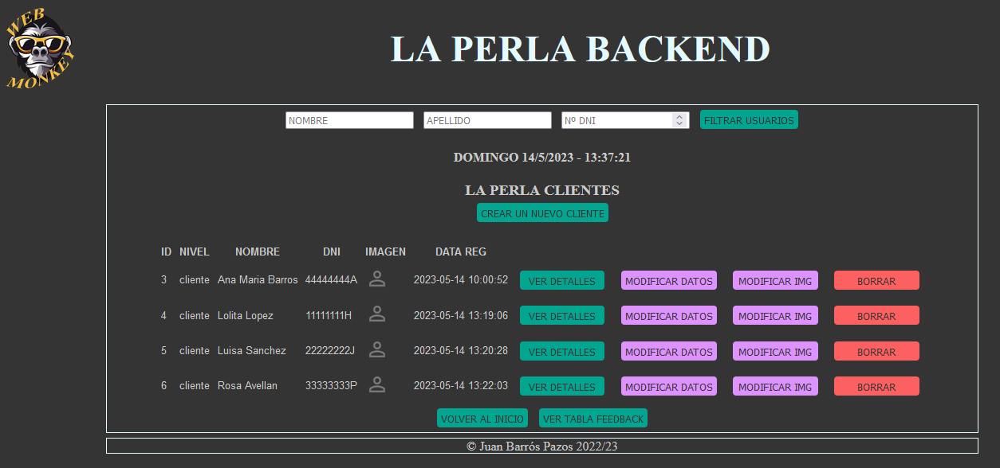 WEB
MONKEY
LA PERLA BACKEND
NOMBRE APELLIDO Nº DNI FILTRAR USUARIOS
DOMINGO 14/5/2023 - 13:37:21
LA PERLA CLIENTES
CREAR UN NUEVO CLIENTE
ID NIVEL NOMBRE DNI IMAGEN DATA REG
3 cliente Ana Maria Barros 44444444A 2023-05-14 10:00:52 VER DETALLES MODIFICAR DATOS MODIFICAR IMG BORRAR
4 cliente Lolita Lopez 11111111H 2023-05-14 13:19:06 VER DETALLES MODIFICAR DATOS MODIFICAR IMG BORRAR
5 cliente Luisa Sanchez 22222222J 2023-05-14 13:20:28 VER DETALLES MODIFICAR DATOS MODIFICAR IMG BORRAR
6 cliente Rosa Avellan 33333333P 2023-05-14 13:22:03 VER DETALLES MODIFICAR DATOS MODIFICAR IMG BORRAR
VOLVER AL INICIO VER TABLA FEEDBACK
© Juan Barrós Pazos 2022/23